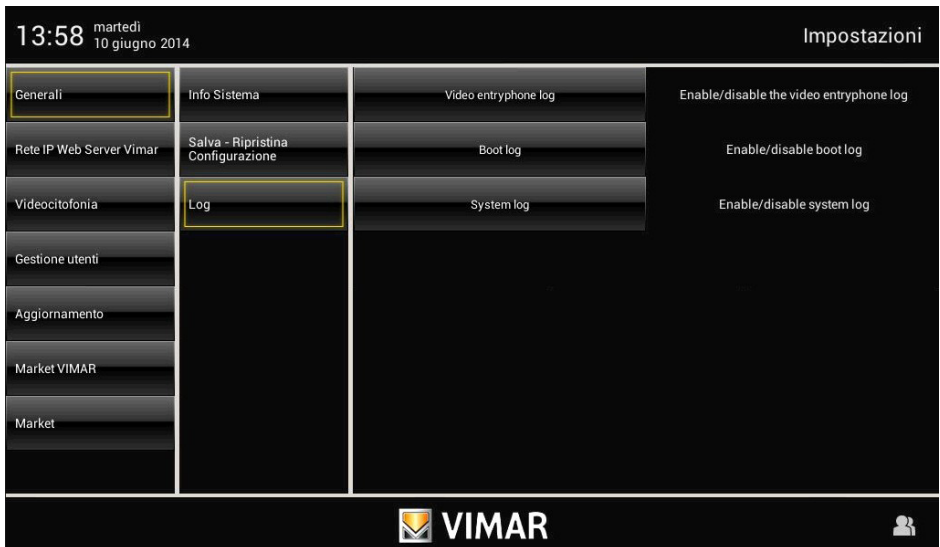 13:58 martedì
10 giugno 2014
Impostazioni
Generali
Rete IP Web Server Vimar
Videocitofonia
Gestione utenti
Aggiornamento
Market VIMAR
Market
Info Sistema
Salva - Ripristina
Configurazione
Log
Video entryphone log
Enable/disable the video entryphone log
Boot log
Enable/disable boot log
System log
Enable/disable system log
VIMAR